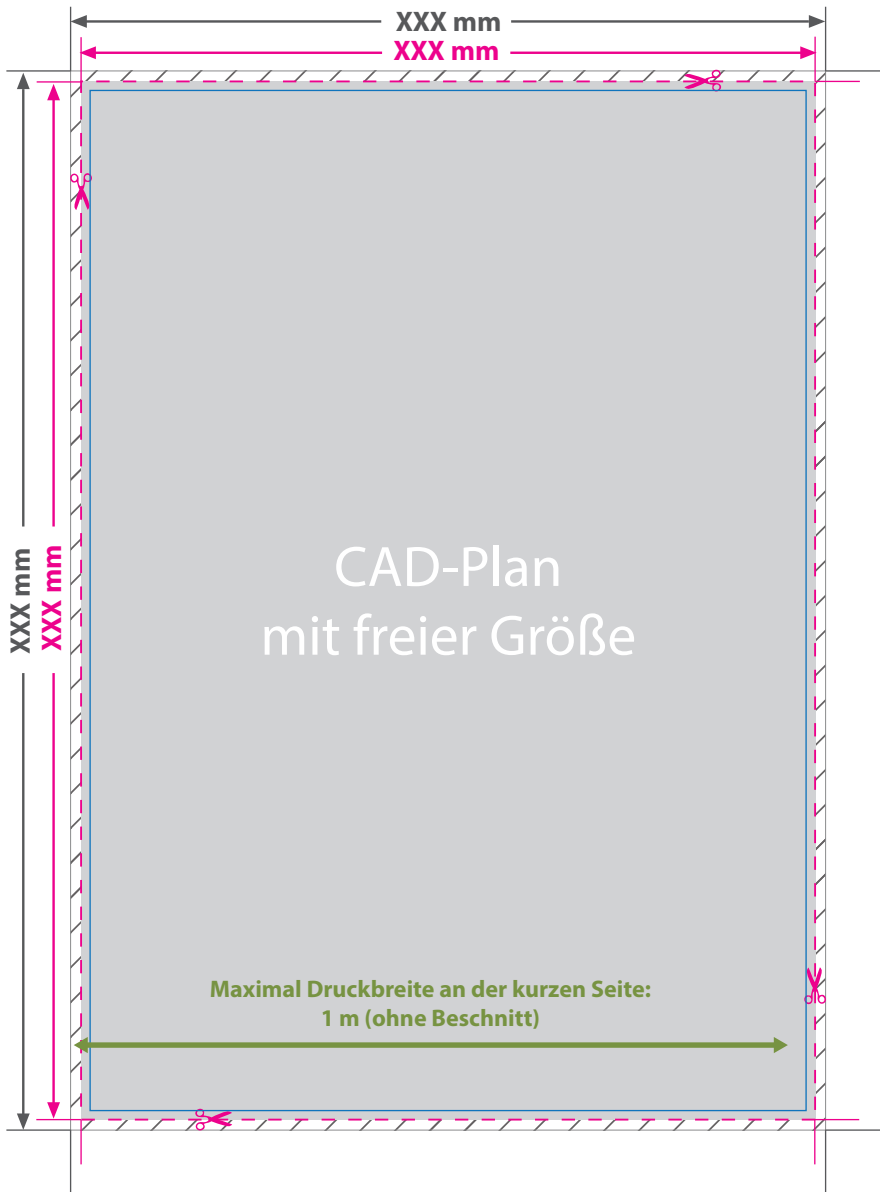 XXX mm
XXX mm
XXX mm
XXX mm
CAD-Plan
mit freier Größe
Maximal Druckbreite an der kurzen Seite:
1 m (ohne Beschnitt)